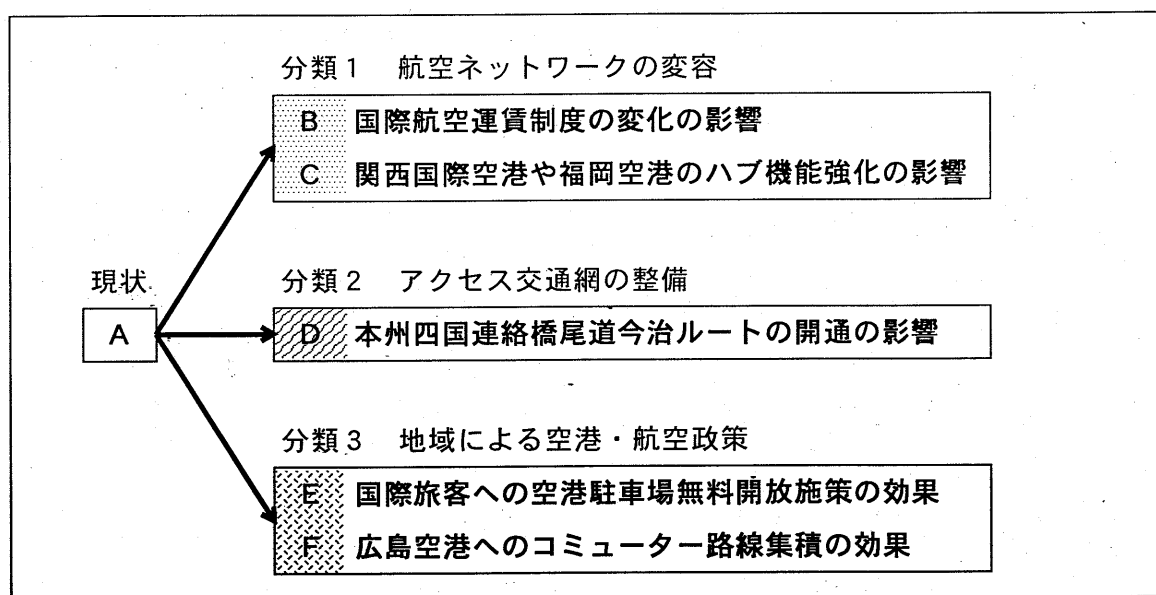 分類1 航空ネットワークの変容
B 国際航空運賃制度の変化の影響
C 関西国際空港や福岡空港のハブ機能強化の影響
現状
A
分類2 アクセス交通網の整備
D 本州四国連絡橋尾道今治ルートの開通の影響
分類3 地域による空港・航空政策
E 国際旅客への空港駐車場無料開放施策の効果
F 広島空港へのコミューター路線集積の効果